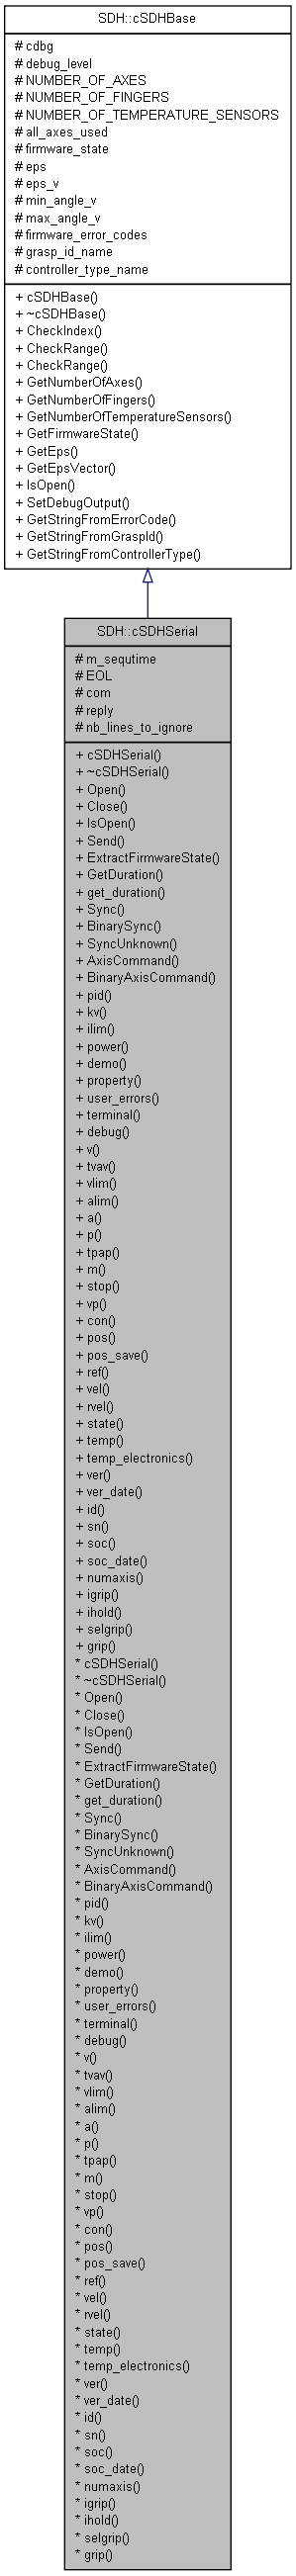 SDH::cSDHBase
# cdbg
# debug_level
# NUMBER_OF_AXES
# NUMBER_OF_FINGERS
# NUMBER_OF_TEMPERATURE_SENSORS
# all_axes_used
# firmware_state
# eps
# eps_v
# min_angle_v
# max_angle_v
# firmware_error_codes
# grasp_id_name
# controller_type_name
+ cSDHBase()
+ ~cSDHBase()
+ CheckIndex()
+ CheckRange()
+ CheckRange()
+ GetNumberOfAxes()
+ GetNumberOfFingers()
+ GetNumberOfTemperatureSensors()
+ GetFirmwareState()
+ GetEps()
+ GetEpsVector()
+ IsOpen()
+ SetDebugOutput()
+ GetStringFromErrorCode()
+ GetStringFromGraspId()
+ GetStringFromControllerType()
SDH::cSDHSerial
# m_sequtime
# EOL
# com
# reply
# nb_lines_to_ignore
+ cSDHSerial()
+ ~cSDHSerial()
+ Open()
+ Close()
+ IsOpen()
+ Send()
+ ExtractFirmwareState()
+ GetDuration()
+ get_duration()
+ Sync()
+ BinarySync()
+ SyncUnknown()
+ AxisCommand()
+ BinaryAxisCommand()
+ pid()
+ kv()
+ ilim()
+ power()
+ demo()
+ property()
+ user_errors()
+ terminal()
+ debug()
+ v()
+ tvav()
+ vlim()
+ alim()
+ a()
+ p()
+ tpap()
+ m()
+ stop()
+ vp()
+ con()
+ pos()
+ pos_save()
+ ref()
+ vel()
+ rvel()
+ state()
+ temp()
+ temp_electronics()
+ ver()
+ ver_date()
+ id()
+ sn()
+ soc()
+ soc_date()
+ numaxis()
+ igrip()
+ ihold()
+ selgrip()
+ grip()
* cSDHSerial()
* ~cSDHSerial()
* Open()
* Close()
* IsOpen()
* Send()
* ExtractFirmwareState()
* GetDuration()
* get_duration()
* Sync()
* BinarySync()
* SyncUnknown()
* AxisCommand()
* BinaryAxisCommand()
* pid()
* kv()
* ilim()
* power()
* demo()
* property()
* user_errors()
* terminal()
* debug()
* v()
* tvav()
* vlim()
* alim()
* a()
* p()
* tpap()
* m()
* stop()
* vp()
* con()
* pos()
* pos_save()
* ref()
* vel()
* rvel()
* state()
* temp()
* temp_electronics()
* ver()
* ver_date()
* id()
* sn()
* soc()
* soc_date()
* numaxis()
* igrip()
* ihold()
* selgrip()
* grip()